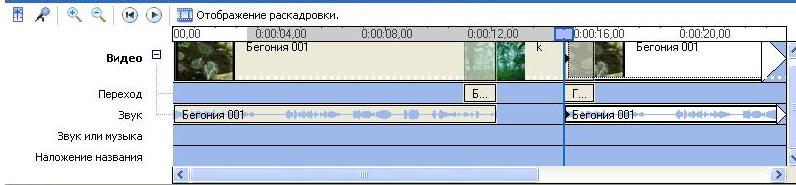 Отображение раскадровки.
00,00 0:00:04,00 0:00:08,00 0:00:12,00 0:00:16,00 0:00:20,00
Видео Бегония 001 k Бегония 001
Переход Б... Г...
Звук Бегония 001 Бегония 001
Звук или музыка
Наложение названия